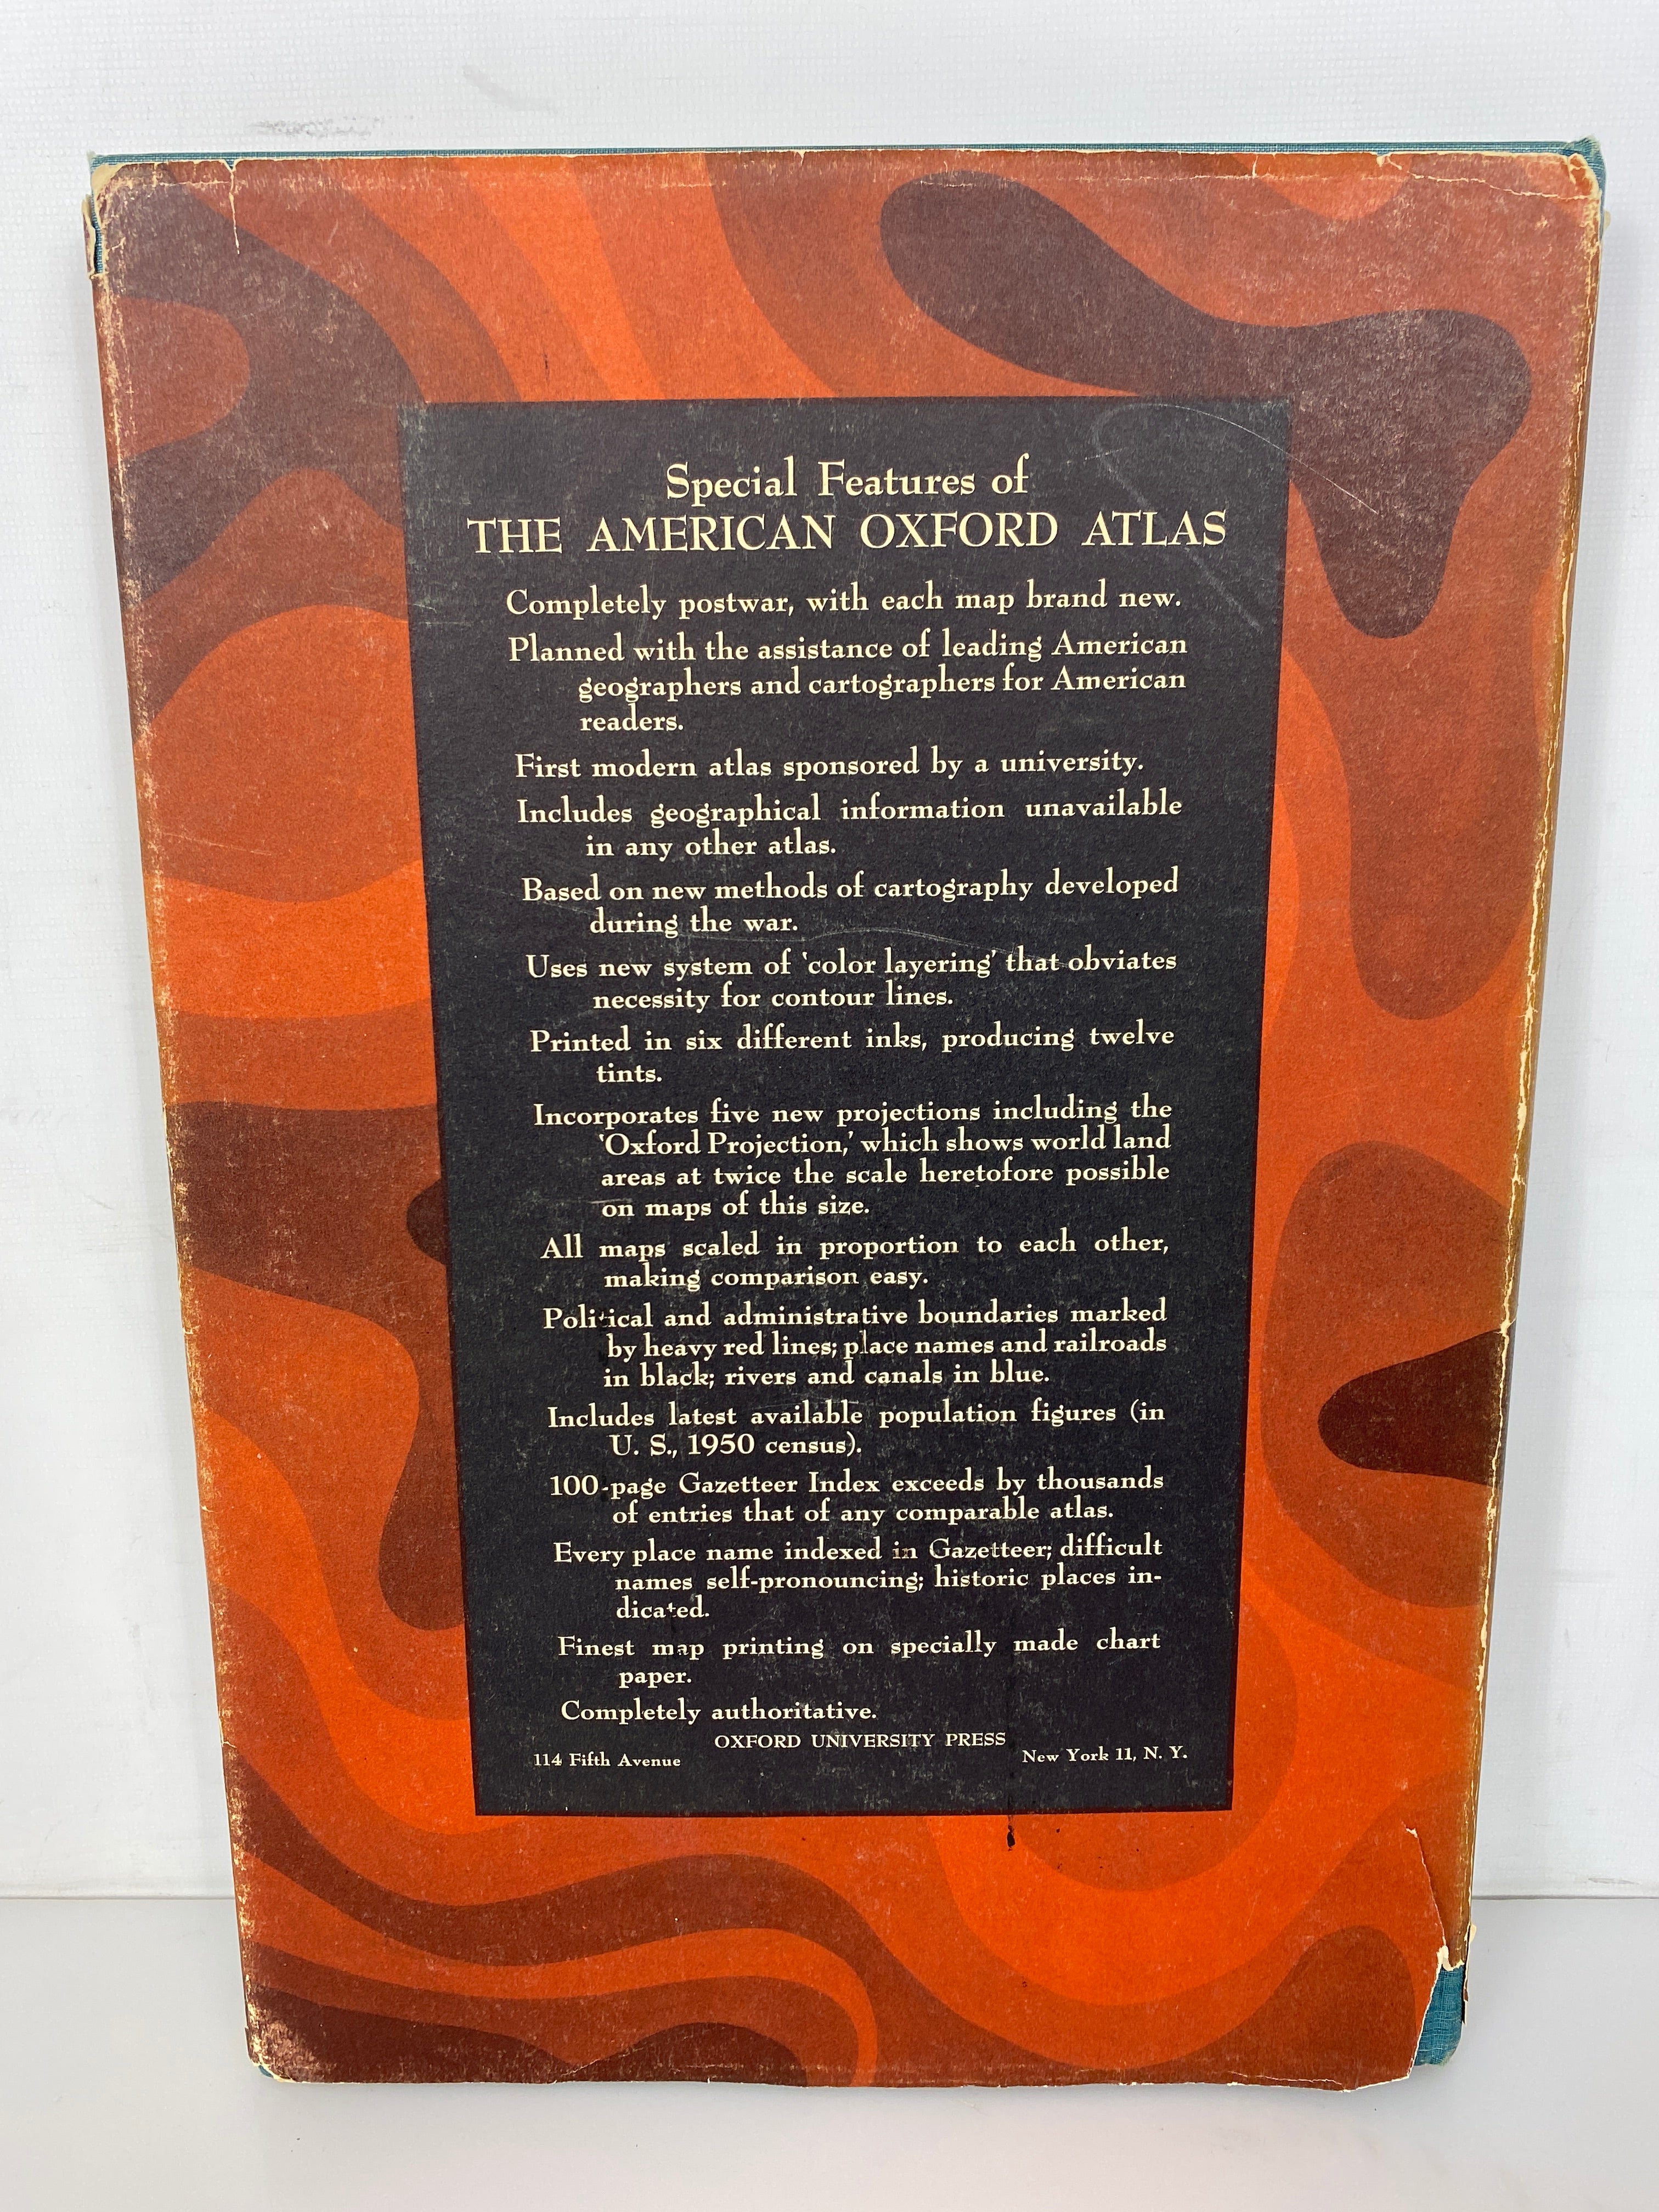 Special Features of
THE AMERICAN OXFORD ATLAS
Completely postwar, with each map brand new.
Planned with the assistance of leading American
geographers and cartographers for American
readers.
First modern atlas sponsored by a university.
Includes geographical information unavailable
in any other atlas.
Based on new methods of cartography developed
during the war.
Uses new system of 'color layering' that obviates
necessity for contour lines.
Printed in six different inks, producing twelve
tints.
Incorporates five new projections including the
'Oxford Projection,' which shows world land
areas at twice the scale heretofore possible
on maps of this size.
All maps scaled in proportion to each other,
making comparison easy.
Political and administrative boundaries marked
by heavy red lines; place names and railroads
in black; rivers and canals in blue.
Includes latest available population figures (in
U. S., 1950 census).
100-page Gazetteer Index exceeds by thousands
of entries that of any comparable atlas.
Every place name indexed in Gazetteer; difficult
names self-pronouncing; historic places in-
dicated.
Finest map printing on specially made chart
paper.
Completely authoritative.
OXFORD UNIVERSITY PRESS
114 Fifth Avenue New York 11, N. Y.